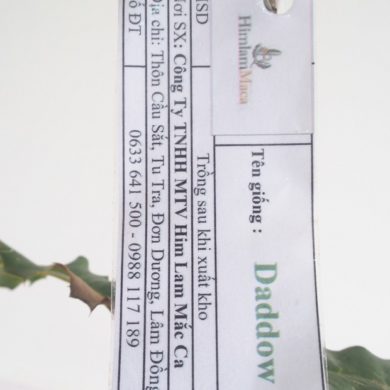 HimlamMaca
Tên giống : Daddow
HSD Trồng sau khi xuất kho
Nơi SX: Công Ty TNHH MTV Him Lam Mắc Ca
Địa chỉ: Thôn Cầu Sắt, Tu Tra, Đơn Dương, Lâm Đồng
Số ĐT 0633 641 500 - 0988 117 189